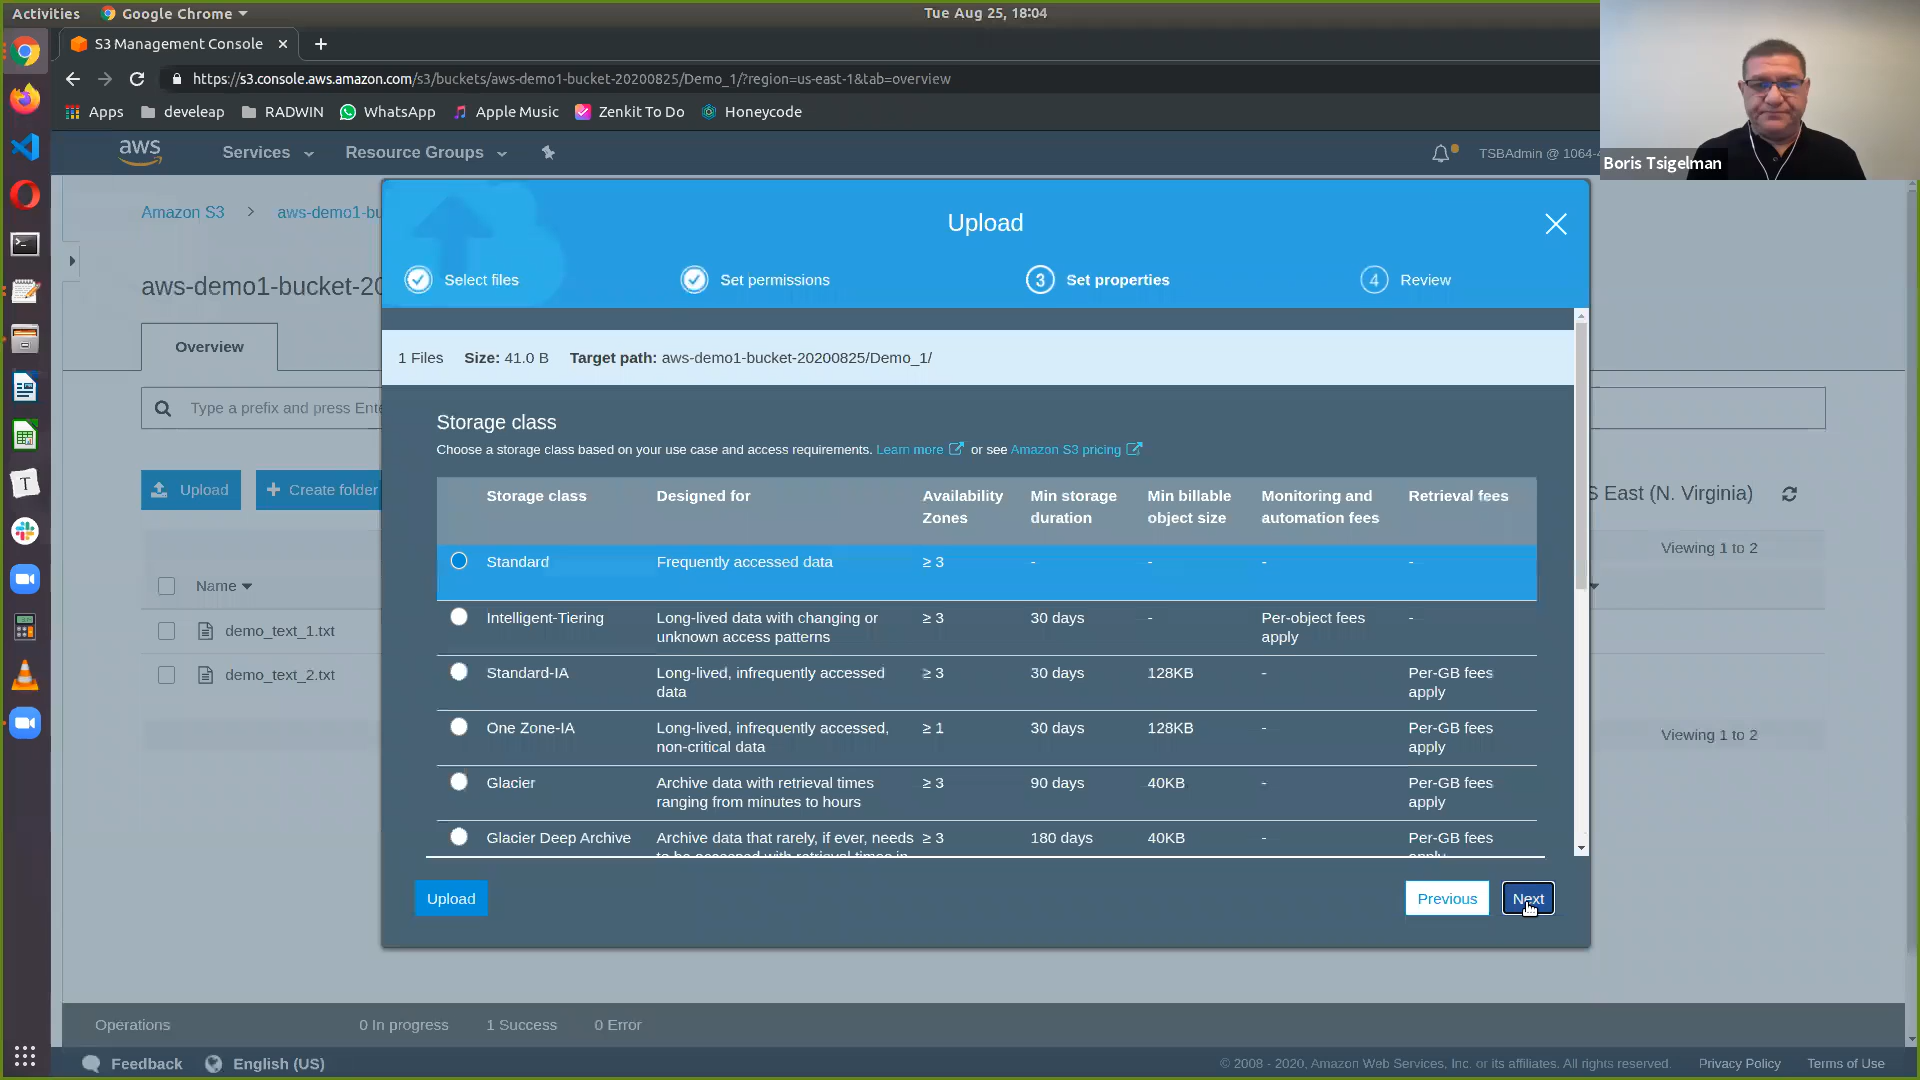 Activities
Google Chrome
Tue Aug 25, 18:04
S3 Management Console
https://s3.console.aws.amazon.com/s3/buckets/aws-demo1-bucket-20200825/Demo_1/?region=us-east-1&tab=overview
Apps
develeap
RADWIN
WhatsApp
Apple Music
Zenkit To Do
Honeycode
Boris Tsigelman
aws
Services
Resource Groups
TSBAdmin @ 1064-
Amazon S3
aws-demo1-bu
aws-demo1-bucket-20
Overview
Type a prefix and press Ente
Upload
Create folder
S East (N. Virginia)
Viewing 1 to 2
Name
demo_text_1.txt
demo_text_2.txt
Viewing 1 to 2
Upload
Select files
Set permissions
3 Set properties
4 Review
1 Files Size: 41.0 B Target path: aws-demo1-bucket-20200825/Demo_1/
Storage class
Choose a storage class based on your use case and access requirements. Learn more or see Amazon S3 pricing
Storage class
Designed for
Availability
Zones
Min storage
duration
Min billable
object size
Monitoring and
automation fees
Retrieval fees
Standard
Frequently accessed data
≥ 3
-
-
-
-
Intelligent-Tiering
Long-lived data with changing or
unknown access patterns
≥ 3
30 days
-
Per-object fees
apply
-
Standard-IA
Long-lived, infrequently accessed
data
≥ 3
30 days
128KB
-
Per-GB fees
apply
One Zone-IA
Long-lived, infrequently accessed,
non-critical data
≥ 1
30 days
128KB
-
Per-GB fees
apply
Glacier
Archive data with retrieval times
ranging from minutes to hours
≥ 3
90 days
40KB
-
Per-GB fees
apply
Glacier Deep Archive
Archive data that rarely, if ever, needs
to be accessed with retrieval times in
≥ 3
180 days
40KB
-
Per-GB fees
apply
Upload
Previous
Next
Operations
0 In progress
1 Success
0 Error
Feedback
English (US)
© 2008 - 2020, Amazon Web Services, Inc. or its affiliates. All rights reserved.
Privacy Policy
Terms of Use